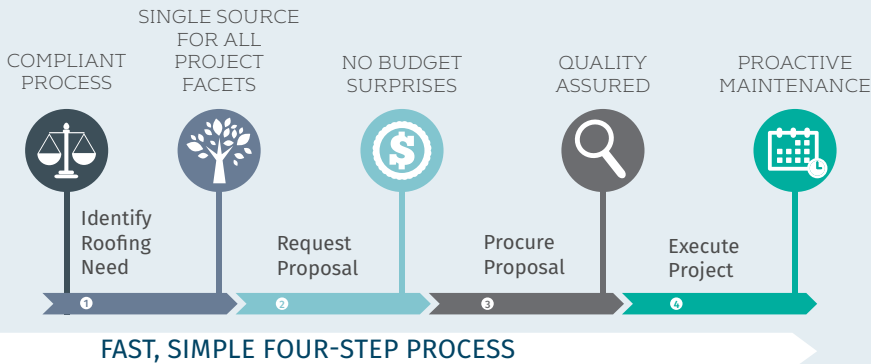 COMPLIANT
PROCESS
SINGLE SOURCE
FOR ALL
PROJECT
FACETS
NO BUDGET
SURPRISES
QUALITY
ASSURED
PROACTIVE
MAINTENANCE
$
Identify
Roofing
Need
Request
Proposal
Procure
Proposal
Execute
Project
1
2
3
4
FAST, SIMPLE FOUR-STEP PROCESS